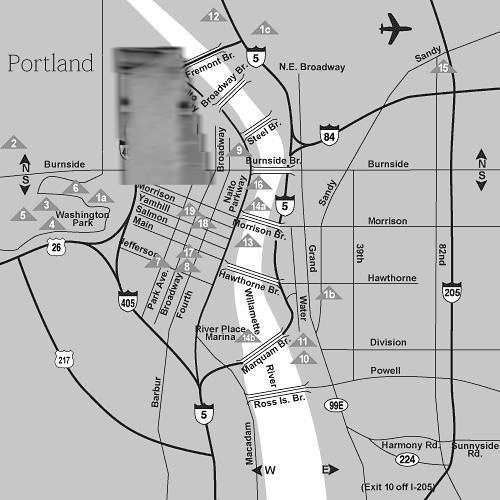 12
1c
Portland
Fremont Br.
5
N.E. Broadway
Sandy
15
Broadway Br.
Steel Br.
84
2
N
S
Burnside
Broadway
9
Burnside Br.
Burnside
N
S
6
1a
3
5
4
Washington
Park
Morrison
Yamhill
Salmon
Main
Jefferson
19
18
Naito
Parkway
16
14a
5
Sandy
Morrison Br.
Morrison
13
26
7
17
8
Park Ave.
Broadway
Fourth
405
Hawthorne Br.
Hawthorne
Grand
39th
82nd
Water
1b
205
Willamette
River
River Place
Marina
14b
Marquam Br.
11
10
Division
Powell
217
Barbur
5
Ross Is. Br.
99E
Macadam
Harmony Rd.
Sunnyside
Rd.
224
W
E
(Exit 10 off I-205)